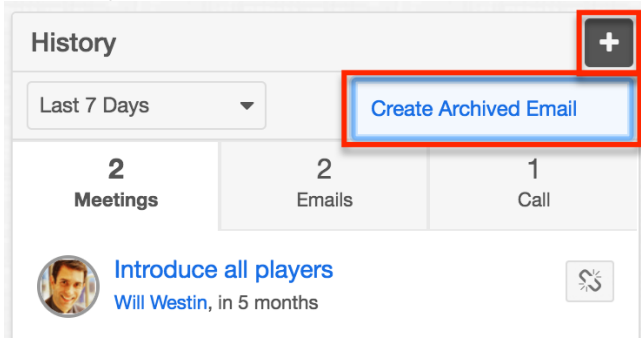 History
+
Last 7 Days
Create Archived Email
2
Meetings
2
Emails
1
Call
Introduce all players
Will Westin, in 5 months